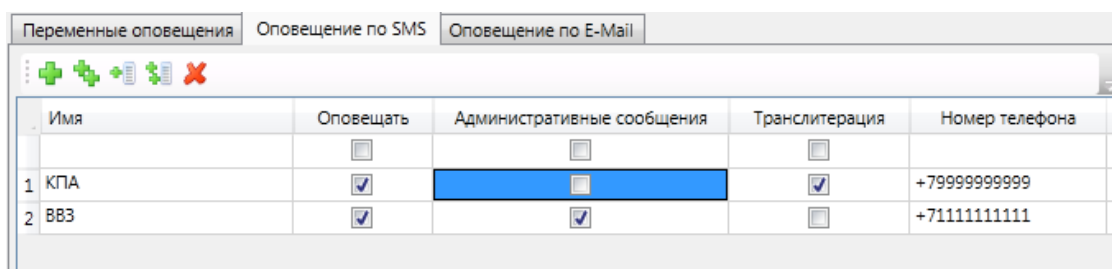 Переменные оповещения Оповещение по SMS Оповещение по E-Mail
Имя Оповещать Административные сообщения Транслитерация Номер телефона
1 КПА +79999999999
2 ВВЗ +71111111111